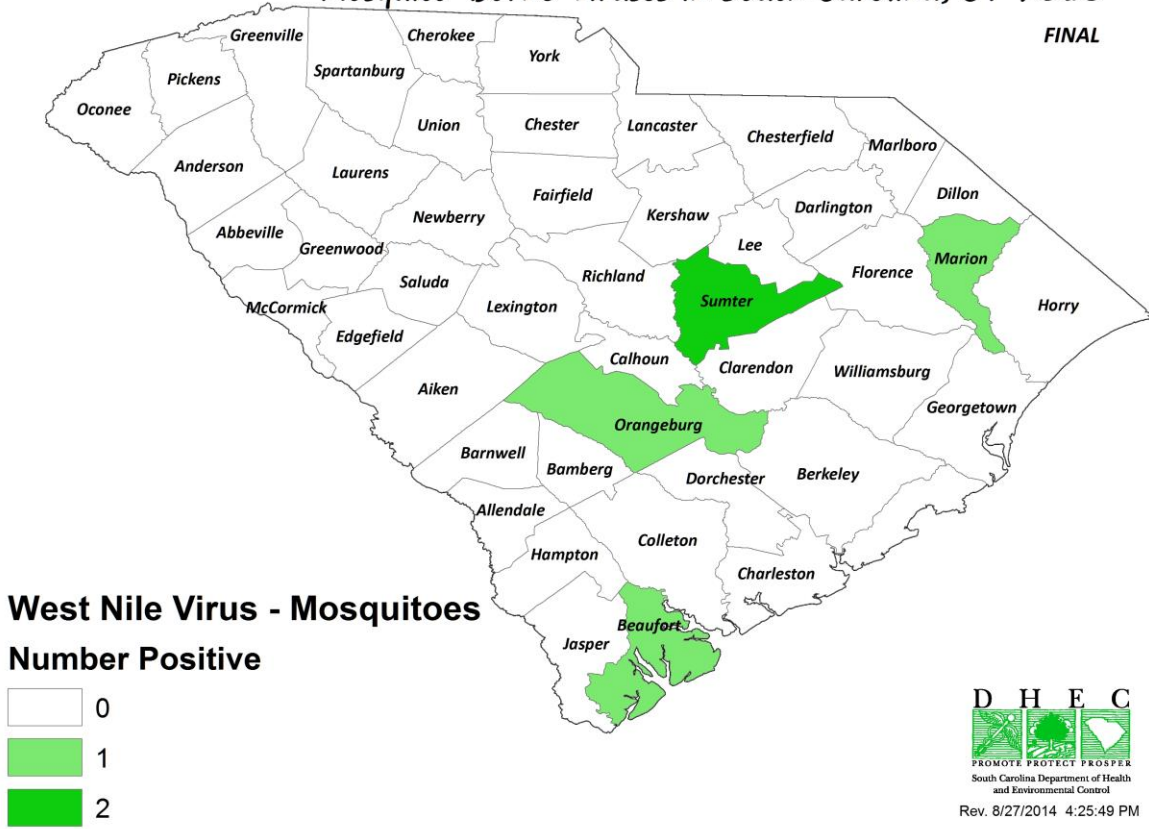 FINAL
Greenville
Cherokee
York
Spartanburg
Pickens
Oconee
Union
Chester
Lancaster
Chesterfield
Marlboro
Anderson
Laurens
Fairfield
Dillon
Newberry
Kershaw
Darlington
Abbeville
Greenwood
Lee
Saluda
Richland
Florence
Marion
McCormick
Lexington
Sumter
Horry
Edgefield
Calhoun
Clarendon
Williamsburg
Aiken
Georgetown
Orangeburg
Barnwell
Bamberg
Dorchester
Berkeley
Allendale
Colleton
Hampton
Charleston
Beaufort
Jasper
West Nile Virus - Mosquitoes
Number Positive
0
1
2
D H E C
PROMOTE PROTECT PROSPER
South Carolina Department of Health
and Environmental Control
Rev. 8/27/2014 4:25:49 PM